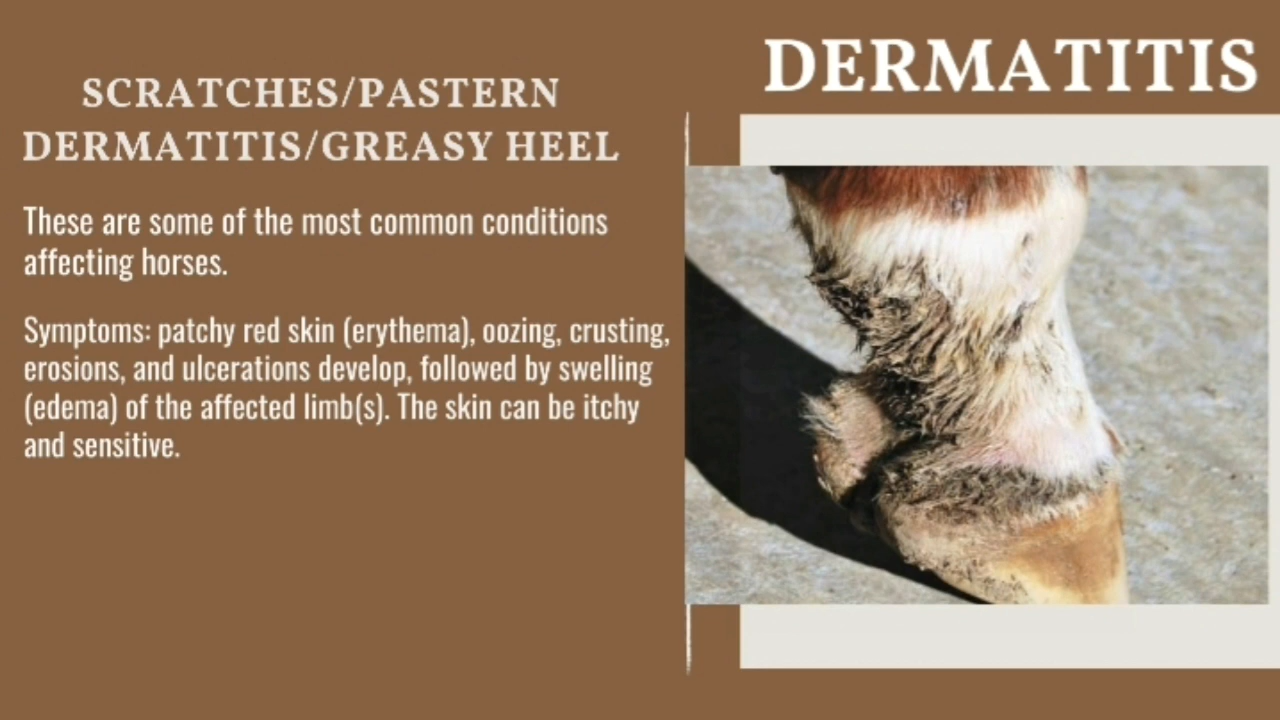 DERMATITIS
SCRATCHES/PASTERN
DERMATITIS/GREASY HEEL
These are some of the most common conditions
affecting horses.
Symptoms: patchy red skin (erythema), oozing, crusting,
erosions, and ulcerations develop, followed by swelling
(edema) of the affected limb(s). The skin can be itchy
and sensitive.